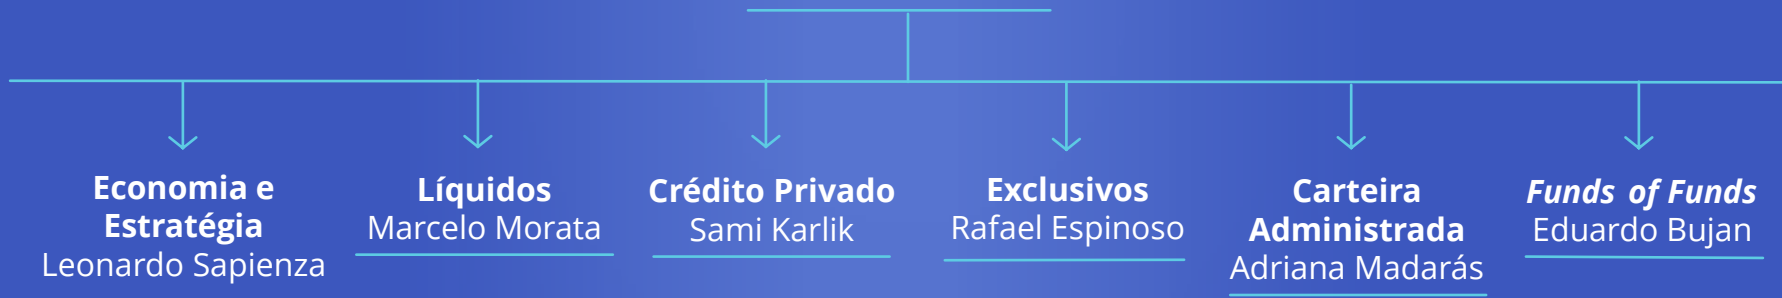 Economia e
Estratégia
Leonardo Sapienza
Líquidos
Marcelo Morata
Crédito Privado
Sami Karlik
Exclusivos
Rafael Espinoso
Carteira
Administrada
Adriana Madarás
Funds of Funds
Eduardo Bujan